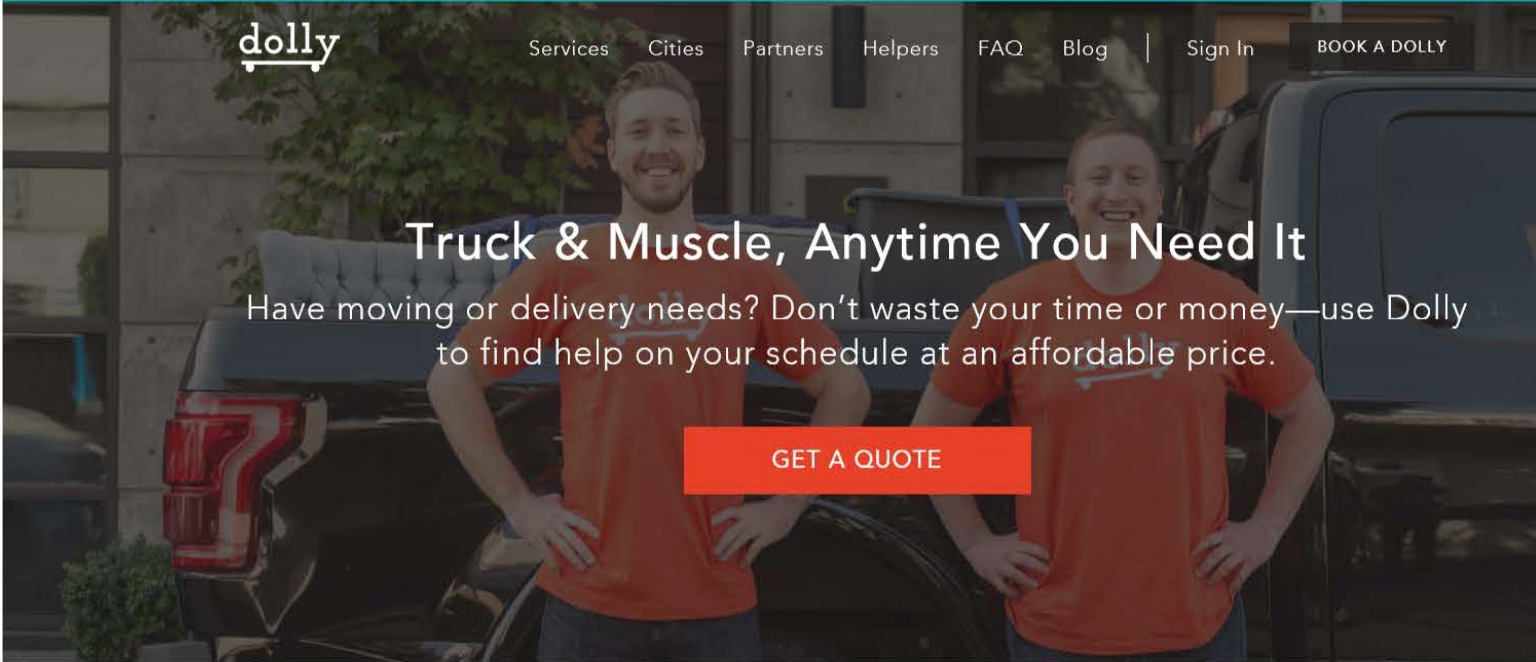 dolly
Services Cities Partners Helpers FAQ Blog Sign In BOOK A DOLLY
Truck & Muscle, Anytime You Need It
Have moving or delivery needs? Don’t waste your time or money—use Dolly
to find help on your schedule at an affordable price.
dolly
dolly
GET A QUOTE